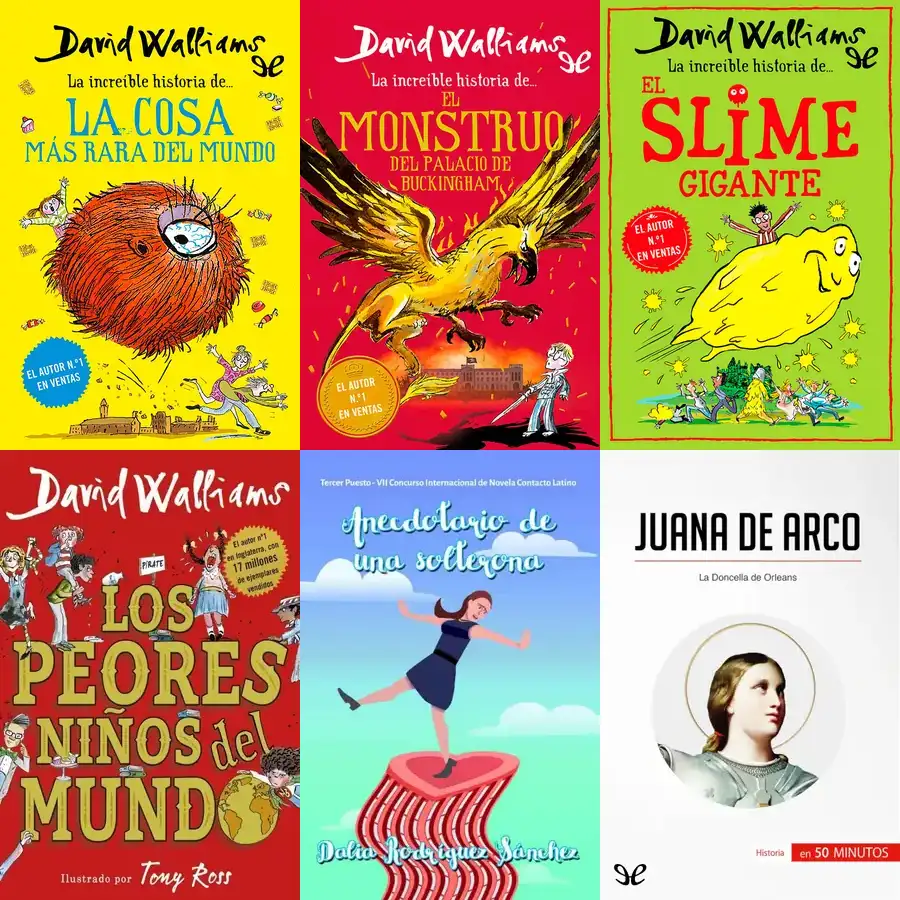 David Walliams
La increíble historia de...
LA COSA
MÁS RARA DEL MUNDO
EL AUTOR N.º 1
EN VENTAS
David Walliams
La increíble historia de...
EL
MONSTRUO
DEL PALACIO DE
BUCKINGHAM
EL AUTOR
N.º 1
EN VENTAS
David Walliams
La increíble historia de...
EL
SLIME
GIGANTE
EL AUTOR
N.º 1
EN VENTAS
David Walliams
El autor nº1
en Inglaterra, con
17 millones
de ejemplares
vendidos
PÍRATE
LOS
PEORES
NIÑOS del
MUNDO
Ilustrado por Tony Ross
Tercer Puesto - VII Concurso Internacional de Novela Contacto Latino
Anecdotario de
una solterona
Dalia Rodríguez Sánchez
JUANA DE ARCO
La Doncella de Orleans
Historia en 50 MINUTOS